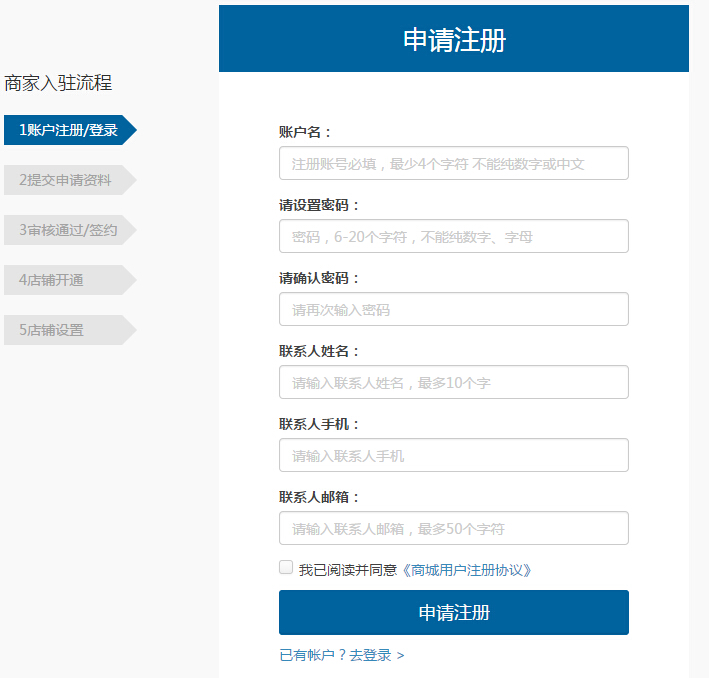 申请注册
商家入驻流程
1账户注册/登录
2提交申请资料
3审核通过/签约
4店铺开通
5店铺设置
账户名：
注册账号必填，最少4个字符 不能纯数字或中文
请设置密码：
密码，6-20个字符，不能纯数字、字母
请确认密码：
请再次输入密码
联系人姓名：
请输入联系人姓名，最多10个字
联系人手机：
请输入联系人手机
联系人邮箱：
请输入联系人邮箱，最多50个字符
我已阅读并同意《商城用户注册协议》
申请注册
已有帐户？去登录 >